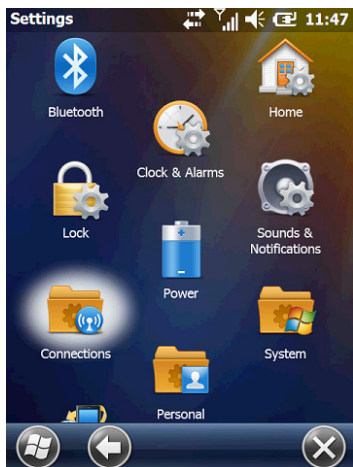 Settings 11:47
Bluetooth
Home
Clock & Alarms
Lock
Sounds &
Notifications
Power
Connections
System
Personal